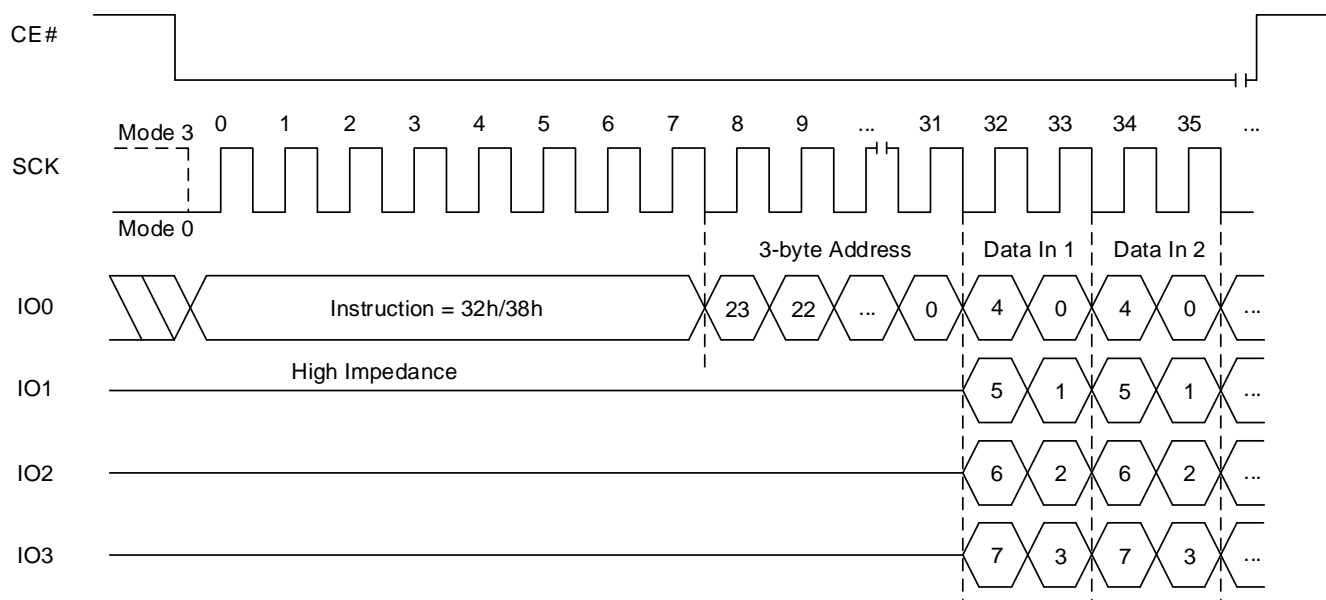 CE#
0 1 2 3 4 5 6 7 8 9 ... 31 32 33 34 35 ...
Mode 3
SCK
Mode 0
3-byte Address Data In 1 Data In 2
IO0 Instruction = 32h/38h 23 22 ... 0 4 0 4 0 ...
High Impedance
IO1 5 1 5 1 ...
IO2 6 2 6 2 ...
IO3 7 3 7 3 ...